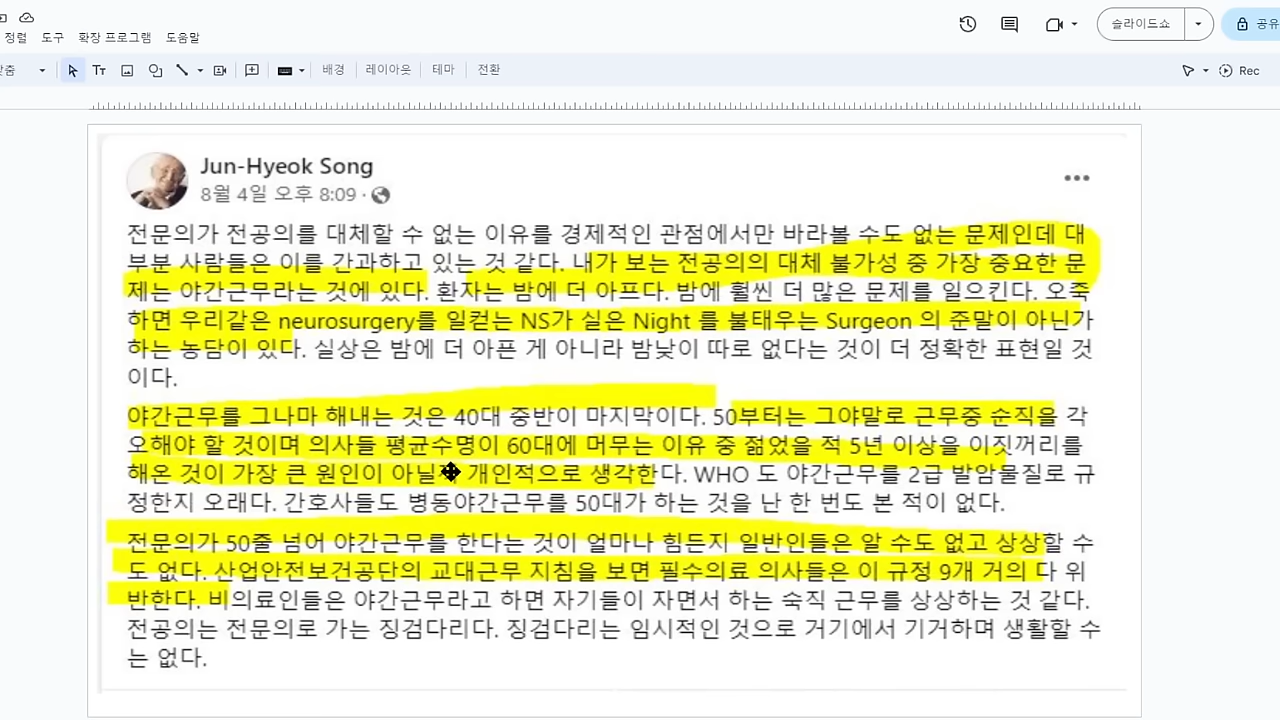 정렬 도구 확장 프로그램 도움말
슬라이드쇼
공유
맞춤
배경 레이아웃 테마 전환
Rec
Jun-Hyeok Song
8월 4일 오후 8:09 ·
전문의가 전공의를 대체할 수 없는 이유를 경제적인 관점에서만 바라볼 수도 없는 문제인데 대
부분 사람들은 이를 간과하고 있는 것 같다. 내가 보는 전공의의 대체 불가성 중 가장 중요한 문
제는 야간근무라는 것에 있다. 환자는 밤에 더 아프다. 밤에 훨씬 더 많은 문제를 일으킨다. 오죽
하면 우리같은 neurosurgery를 일컫는 NS가 실은 Night 를 불태우는 Surgeon 의 준말이 아닌가
하는 농담이 있다. 실상은 밤에 더 아픈 게 아니라 밤낮이 따로 없다는 것이 더 정확한 표현일 것
이다.
야간근무를 그나마 해내는 것은 40대 중반이 마지막이다. 50부터는 그야말로 근무중 순직을 각
오해야 할 것이며 의사들 평균수명이 60대에 머무는 이유 중 젊었을 적 5년 이상을 이짓꺼리를
해온 것이 가장 큰 원인이 아닐까 개인적으로 생각한다. WHO 도 야간근무를 2급 발암물질로 규
정한지 오래다. 간호사들도 병동야간근무를 50대가 하는 것을 난 한 번도 본 적이 없다.
전문의가 50줄 넘어 야간근무를 한다는 것이 얼마나 힘든지 일반인들은 알 수도 없고 상상할 수
도 없다. 산업안전보건공단의 교대근무 지침을 보면 필수의료 의사들은 이 규정 9개 거의 다 위
반한다. 비의료인들은 야간근무라고 하면 자기들이 자면서 하는 숙직 근무를 상상하는 것 같다.
전공의는 전문의로 가는 징검다리다. 징검다리는 임시적인 것으로 거기에서 기거하며 생활할 수
는 없다.